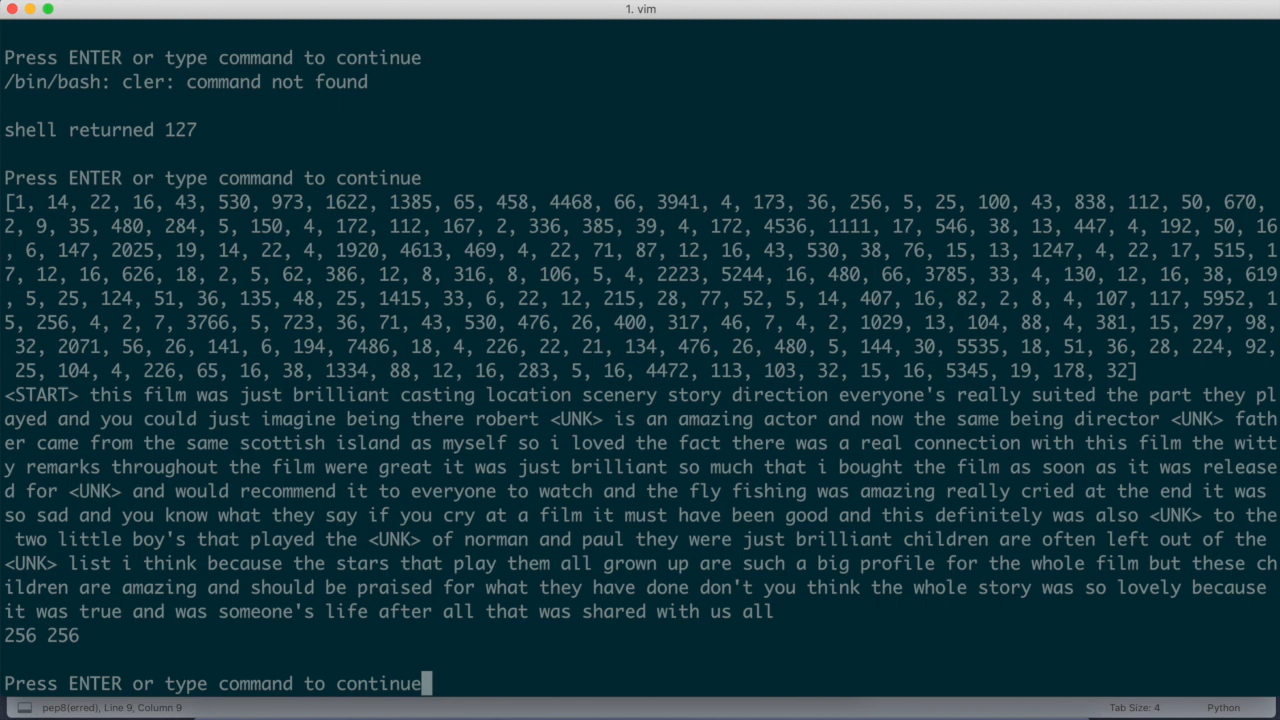 1. vim
Press ENTER or type command to continue
/bin/bash: cler: command not found
shell returned 127
Press ENTER or type command to continue
[1, 14, 22, 16, 43, 530, 973, 1622, 1385, 65, 458, 4468, 66, 3941, 4, 173, 36, 256, 5, 25, 100, 43, 838, 112, 50, 670,
2, 9, 35, 480, 284, 5, 150, 4, 172, 112, 167, 2, 336, 385, 39, 4, 172, 4536, 1111, 17, 546, 38, 13, 447, 4, 192, 50, 16
, 6, 147, 2025, 19, 14, 22, 4, 1920, 4613, 469, 4, 22, 71, 87, 12, 16, 43, 530, 38, 76, 15, 13, 1247, 4, 22, 17, 515, 1
7, 12, 16, 626, 18, 2, 5, 62, 386, 12, 8, 316, 8, 106, 5, 4, 2223, 5244, 16, 480, 66, 3785, 33, 4, 130, 12, 16, 38, 619
, 5, 25, 124, 51, 36, 135, 48, 25, 1415, 33, 6, 22, 12, 215, 28, 77, 52, 5, 14, 407, 16, 82, 2, 8, 4, 107, 117, 5952, 1
5, 256, 4, 2, 7, 3766, 5, 723, 36, 71, 43, 530, 476, 26, 400, 317, 46, 7, 4, 2, 1029, 13, 104, 88, 4, 381, 15, 297, 98,
32, 2071, 56, 26, 141, 6, 194, 7486, 18, 4, 226, 22, 21, 134, 476, 26, 480, 5, 144, 30, 5535, 18, 51, 36, 28, 224, 92,
25, 104, 4, 226, 65, 16, 38, 1334, 88, 12, 16, 283, 5, 16, 4472, 113, 103, 32, 15, 16, 5345, 19, 178, 32]
<START> this film was just brilliant casting location scenery story direction everyone's really suited the part they pl
ayed and you could just imagine being there robert <UNK> is an amazing actor and now the same being director <UNK> fath
er came from the same scottish island as myself so i loved the fact there was a real connection with this film the witt
y remarks throughout the film were great it was just brilliant so much that i bought the film as soon as it was release
d for <UNK> and would recommend it to everyone to watch and the fly fishing was amazing really cried at the end it was
so sad and you know what they say if you cry at a film it must have been good and this definitely was also <UNK> to the
two little boy's that played the <UNK> of norman and paul they were just brilliant children are often left out of the
<UNK> list i think because the stars that play them all grown up are such a big profile for the whole film but these ch
ildren are amazing and should be praised for what they have done don't you think the whole story was so lovely because
it was true and was someone's life after all that was shared with us all
256 256
Press ENTER or type command to continue
pep8(erred), Line 9, Column 9 Tab Size: 4 Python